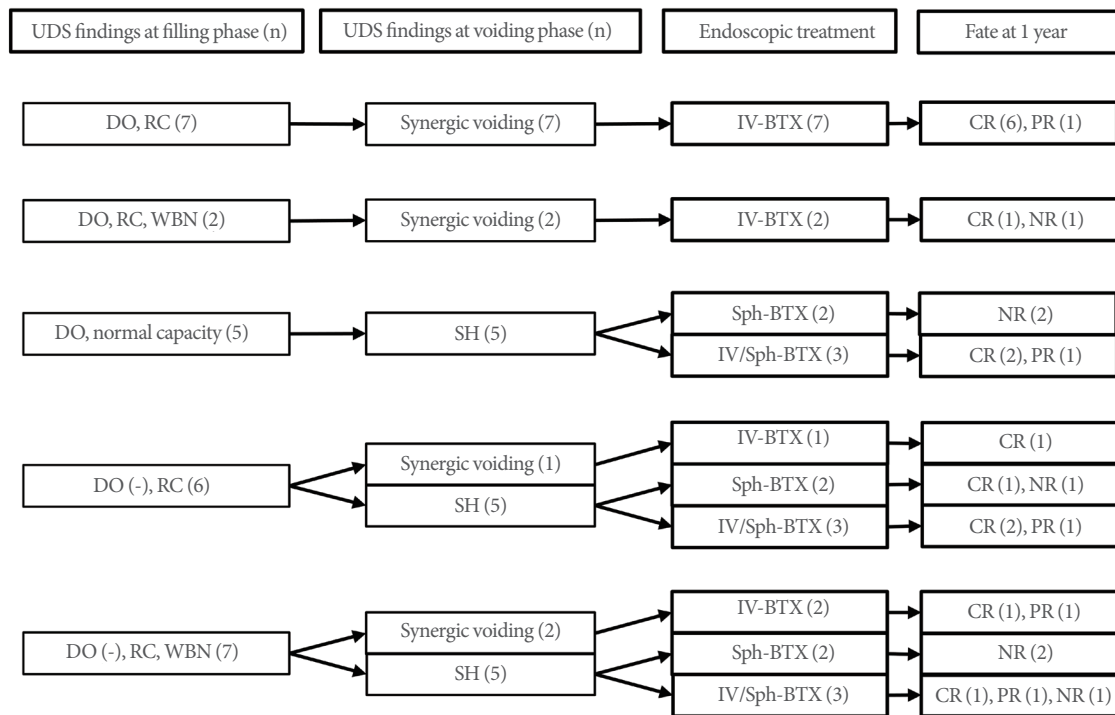 UDS findings at filling phase (n)
UDS findings at voiding phase (n)
Endoscopic treatment
Fate at 1 year
DO, RC (7)
Synergic voiding (7)
IV-BTX (7)
CR (6), PR (1)
DO, RC, WBN (2)
Synergic voiding (2)
IV-BTX (2)
CR (1), NR (1)
DO, normal capacity (5)
SH (5)
Sph-BTX (2)
NR (2)
IV/Sph-BTX (3)
CR (2), PR (1)
DO (-), RC (6)
Synergic voiding (1)
IV-BTX (1)
CR (1)
SH (5)
Sph-BTX (2)
CR (1), NR (1)
IV/Sph-BTX (3)
CR (2), PR (1)
DO (-), RC, WBN (7)
Synergic voiding (2)
IV-BTX (2)
CR (1), PR (1)
SH (5)
Sph-BTX (2)
NR (2)
IV/Sph-BTX (3)
CR (1), PR (1), NR (1)